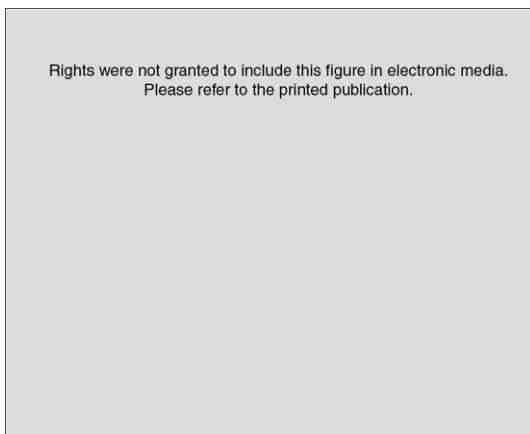 Rights were not granted to include this figure in electronic media.
Please refer to the printed publication.